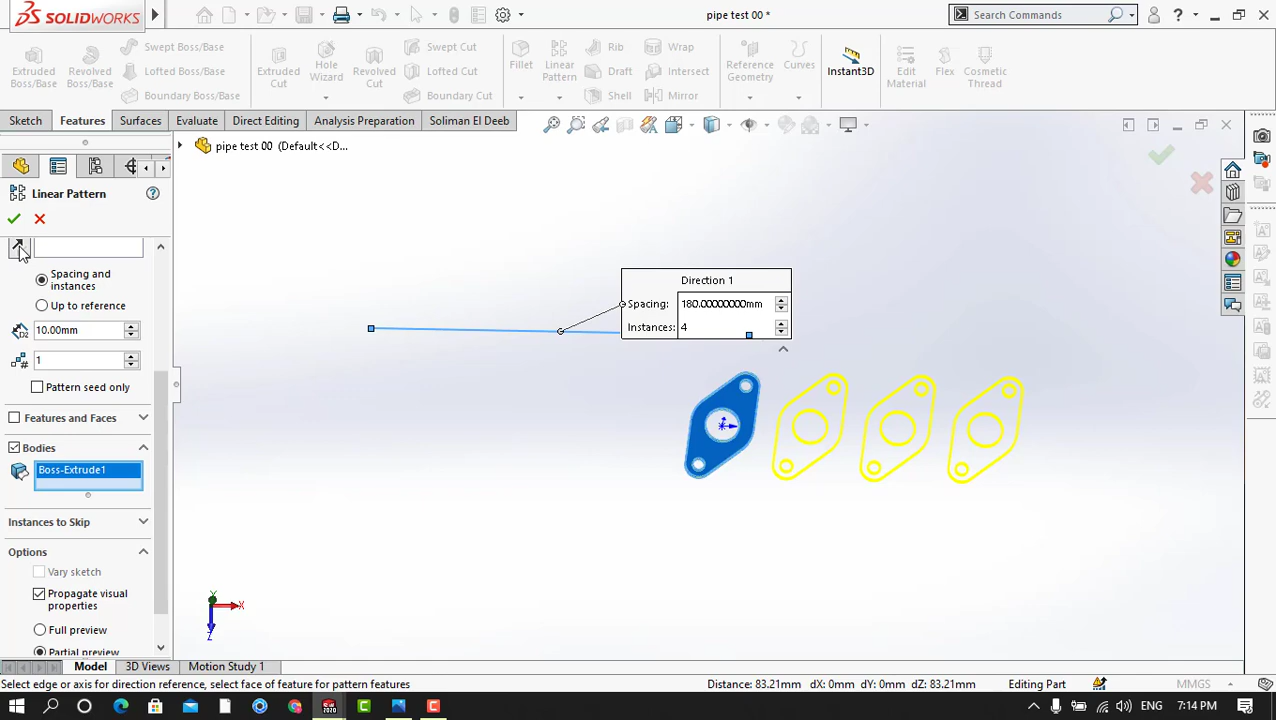 SOLIDWORKS
pipe test 00 *
Search Commands
Extruded Boss/Base
Revolved Boss/Base
Swept Boss/Base
Lofted Boss/Base
Boundary Boss/Base
Extruded Cut
Hole Wizard
Revolved Cut
Swept Cut
Lofted Cut
Boundary Cut
Fillet
Linear Pattern
Rib
Draft
Shell
Wrap
Intersect
Mirror
Reference Geometry
Curves
Instant3D
Edit Material
Flex
Cosmetic Thread
Sketch
Features
Surfaces
Evaluate
Direct Editing
Analysis Preparation
Soliman El Deeb
pipe test 00 (Default<<D...
Linear Pattern
Spacing and instances
Up to reference
10.00mm
1
Pattern seed only
Features and Faces
Bodies
Boss-Extrude1
Instances to Skip
Options
Vary sketch
Propagate visual properties
Full preview
Partial preview
Direction 1
Spacing: 180.00000000mm
Instances: 4
Y
X
Z
Model
3D Views
Motion Study 1
Select edge or axis for direction reference, select face of feature for pattern features
Distance: 83.21mm dX: 0mm dY: 0mm dZ: 83.21mm
Editing Part
MMGS
7:14 PM